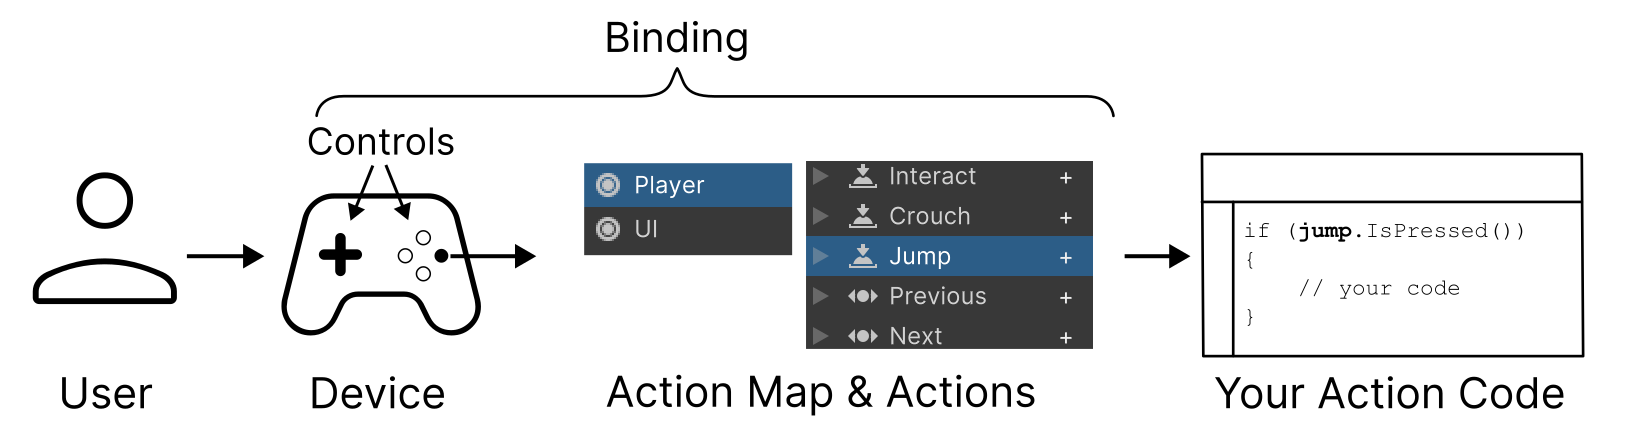 Binding
Controls
Player
UI
Interact +
Crouch +
Jump +
Previous +
Next +
if (jump.IsPressed())
{
// your code
}
User
Device
Action Map & Actions
Your Action Code